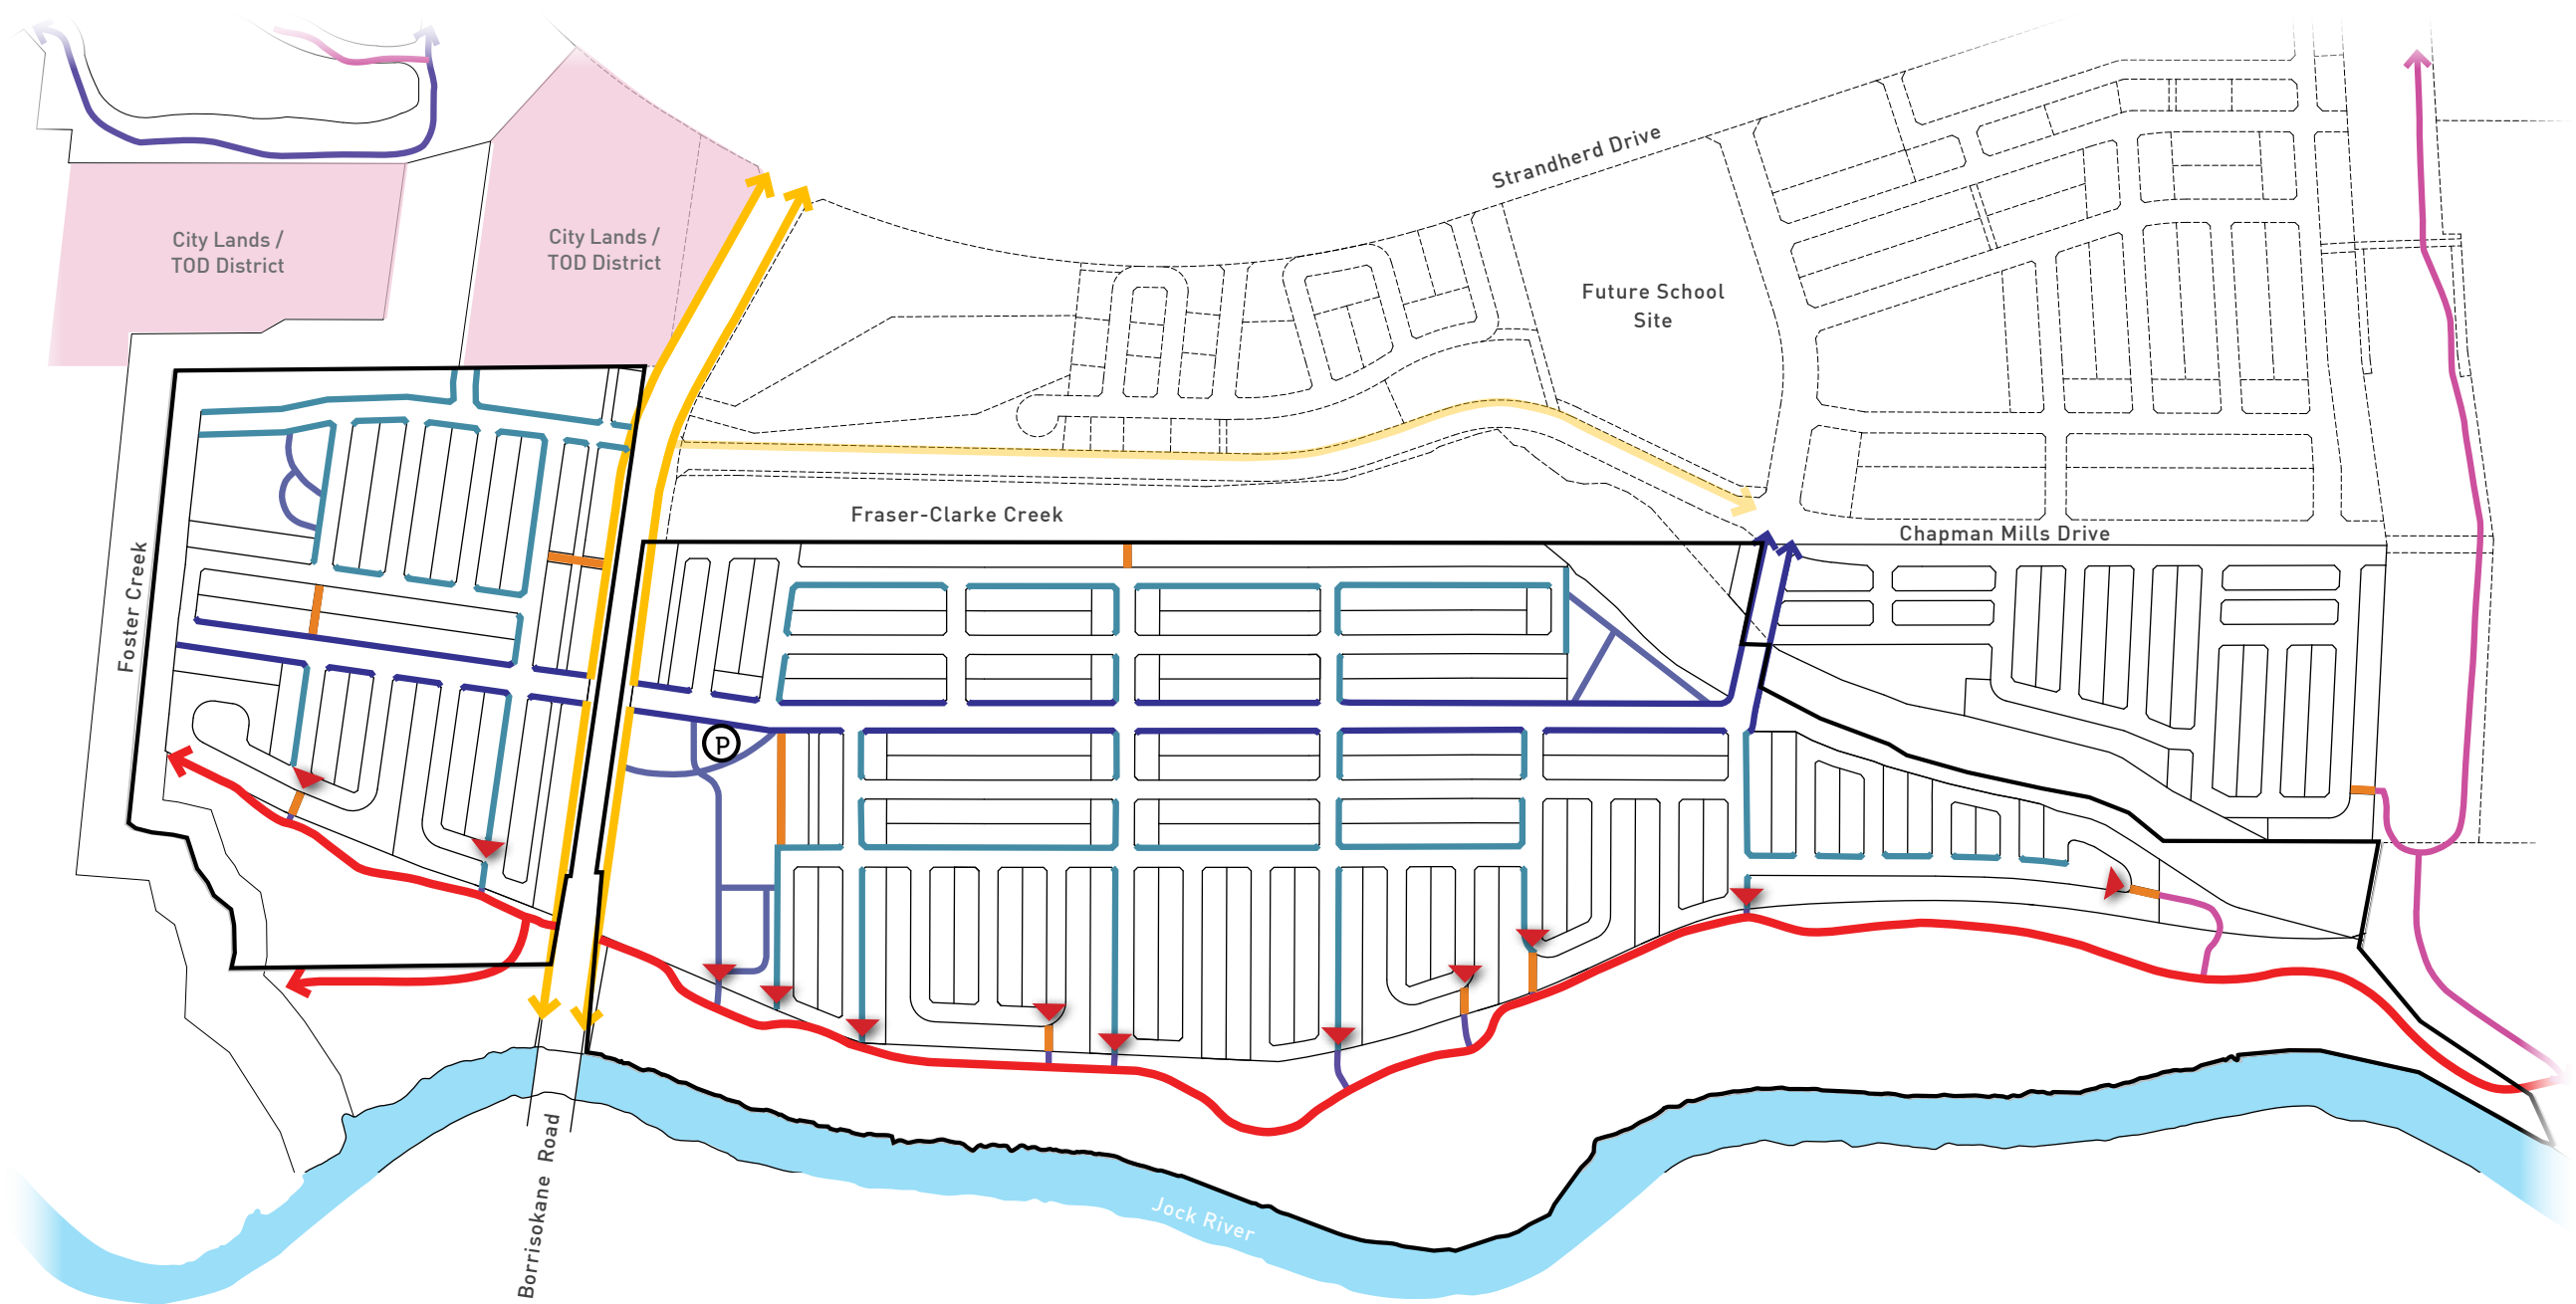 Strandherd Drive
City Lands /
TOD District
City Lands /
TOD District
Future School
Site
Fraser-Clarke Creek
Chapman Mills Drive
Foster Creek
P
Jock River
Borrisokane Road